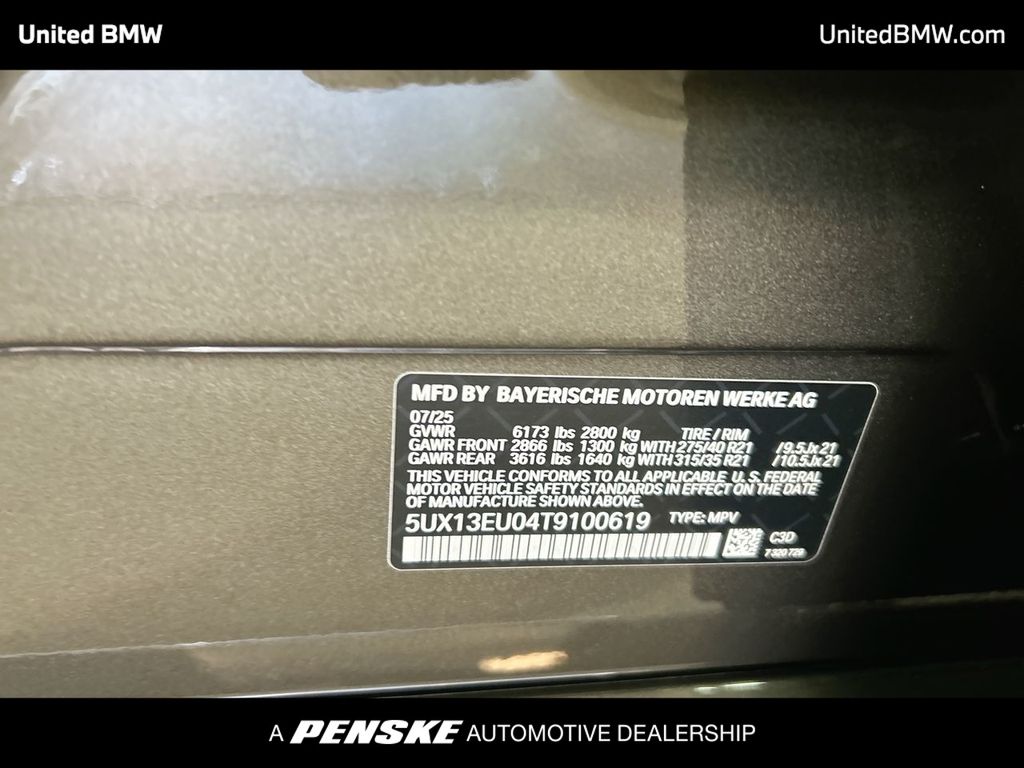 United BMW
UnitedBMW.com
MFD BY BAYERISCHE MOTOREN WERKE AG
07/25
GVWR 6173 lbs 2800 kg TIRE / RIM
GAWR FRONT 2866 lbs 1300 kg WITH 275/40 R21 /9.5Jx21
GAWR REAR 3616 lbs 1640 kg WITH 315/35 R21 /10.5Jx21
THIS VEHICLE CONFORMS TO ALL APPLICABLE U.S. FEDERAL
MOTOR VEHICLE SAFETY STANDARDS IN EFFECT ON THE DATE
OF MANUFACTURE SHOWN ABOVE.
5UX13EU04T9100619 TYPE: MPV
C3D
7320729
A PENSKE AUTOMOTIVE DEALERSHIP